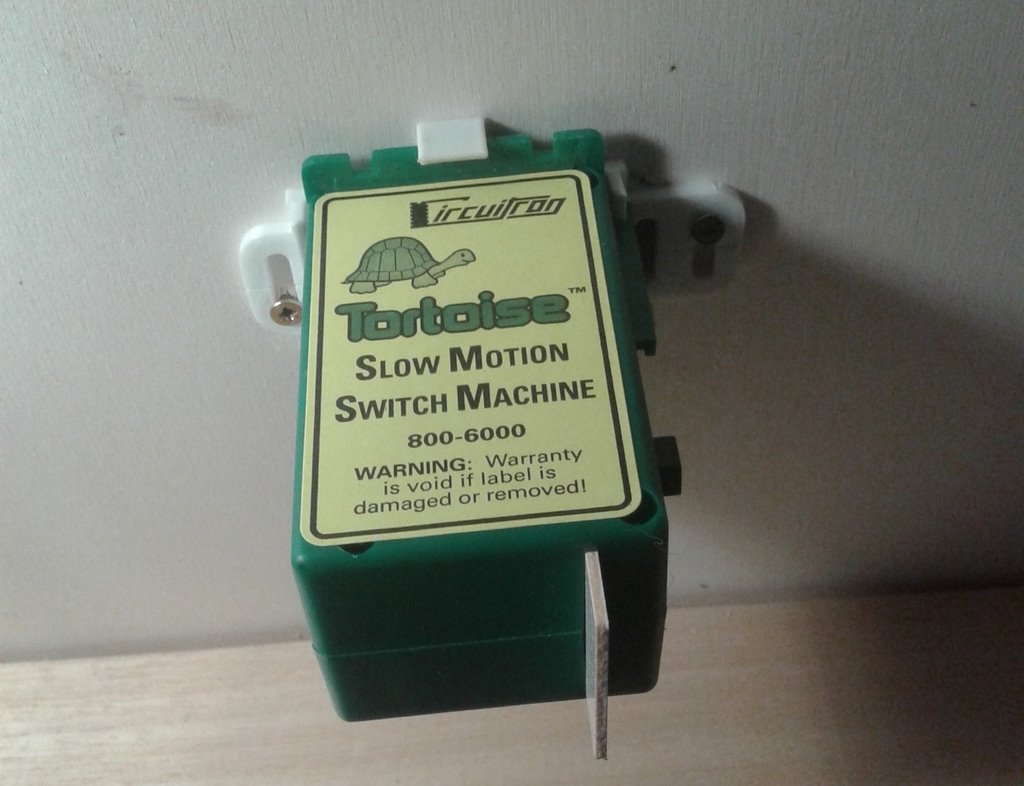 Circuitron
Tortoise™
SLOW MOTION
SWITCH MACHINE
800-6000
WARNING: Warranty
is void if label is
damaged or removed!